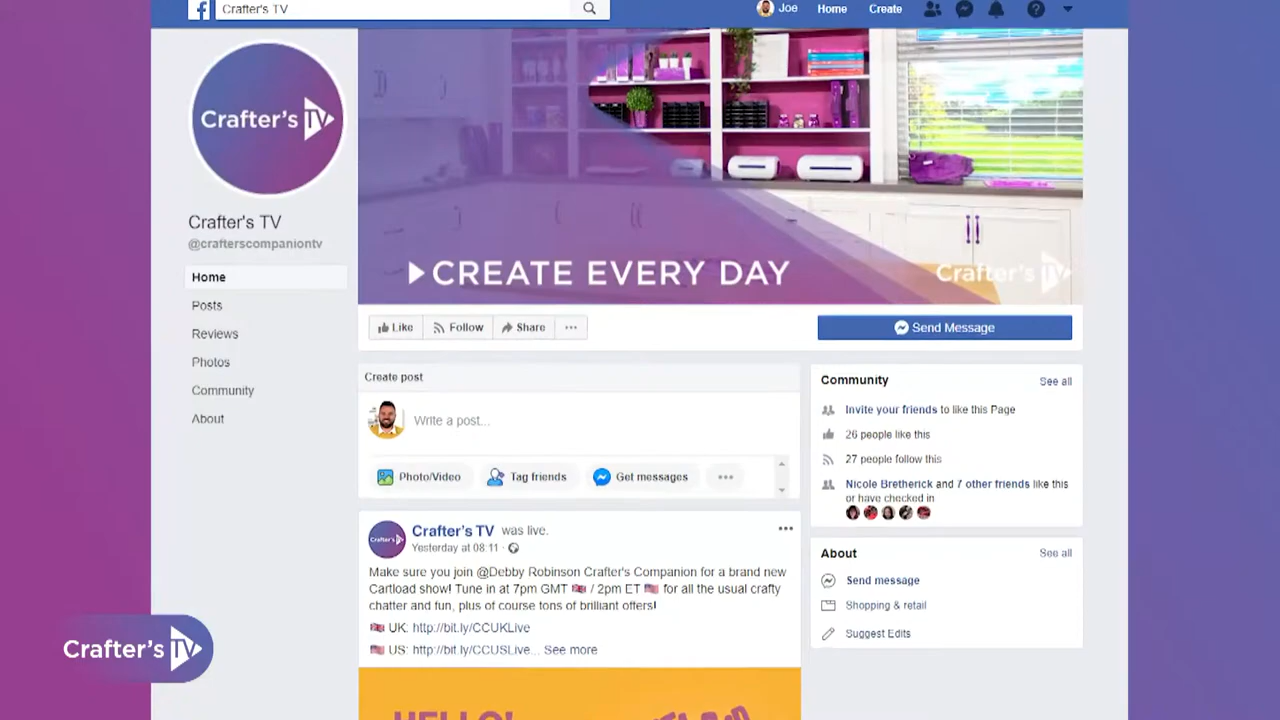 Crafter's TV
Joe
Home
Create
Crafter's TV
Crafter's TV
@crafterscompaniontv
Home
Posts
Reviews
Photos
Community
About
CREATE EVERY DAY
Crafter's TV
Like
Follow
Share
Send Message
Create post
Write a post...
Photo/Video
Tag friends
Get messages
Crafter's TV was live.
Yesterday at 08:11 ·
Make sure you join @Debby Robinson Crafter's Companion for a brand new
Cartload show! Tune in at 7pm GMT 🇬🇧 / 2pm ET 🇺🇸 for all the usual crafty
chatter and fun, plus of course tons of brilliant offers!
🇬🇧 UK: http://bit.ly/CCUKLive
🇺🇸 US: http://bit.ly/CCUSLive... See more
HELLO!
Community
See all
Invite your friends to like this Page
26 people like this
27 people follow this
Nicole Bretherick and 7 other friends like this
or have checked in
About
See all
Send message
Shopping & retail
Suggest Edits
Crafter's TV